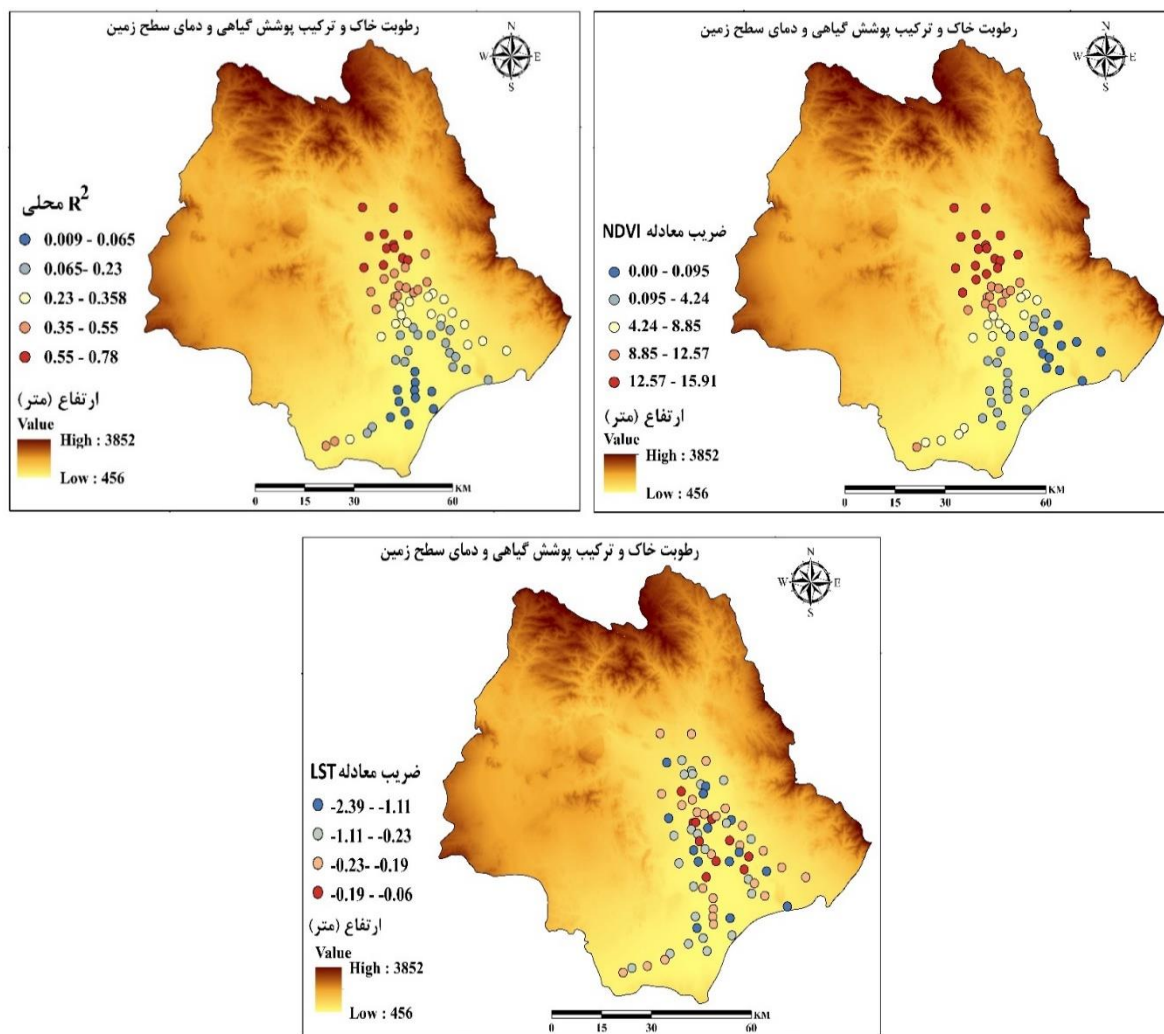 رطوبت خاک و ترکیب پوشش گیاهی و دمای سطح زمین
N
W E
S
محلی R²
0.009 - 0.065
0.065- 0.23
0.23 - 0.358
0.35 - 0.55
0.55 - 0.78
ارتفاع (متر)
Value
High : 3852
Low : 456
KM
0 15 30 60
رطوبت خاک و ترکیب پوشش گیاهی و دمای سطح زمین
N
W E
S
ضریب معادله NDVI
0.00 - 0.095
0.095 - 4.24
4.24 - 8.85
8.85 - 12.57
12.57 - 15.91
ارتفاع (متر)
Value
High : 3852
Low : 456
KM
0 15 30 60
رطوبت خاک و ترکیب پوشش گیاهی و دمای سطح زمین
N
W E
S
ضریب معادله LST
-2.39 - -1.11
-1.11 - -0.23
-0.23- -0.19
-0.19 - -0.06
ارتفاع (متر)
Value
High : 3852
Low : 456
KM
0 15 30 60